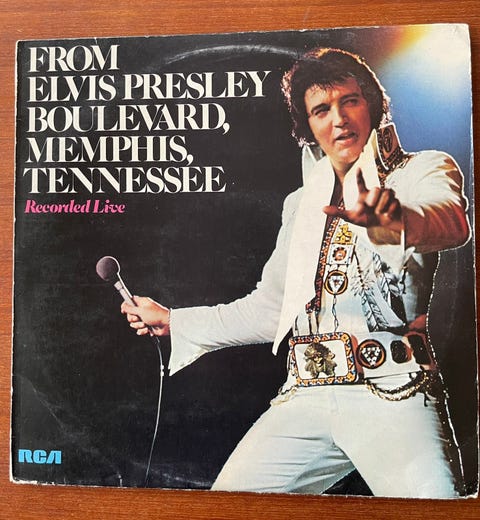 FROM
ELVIS PRESLEY
BOULEVARD,
MEMPHIS,
TENNESSEE
Recorded Live
RCA